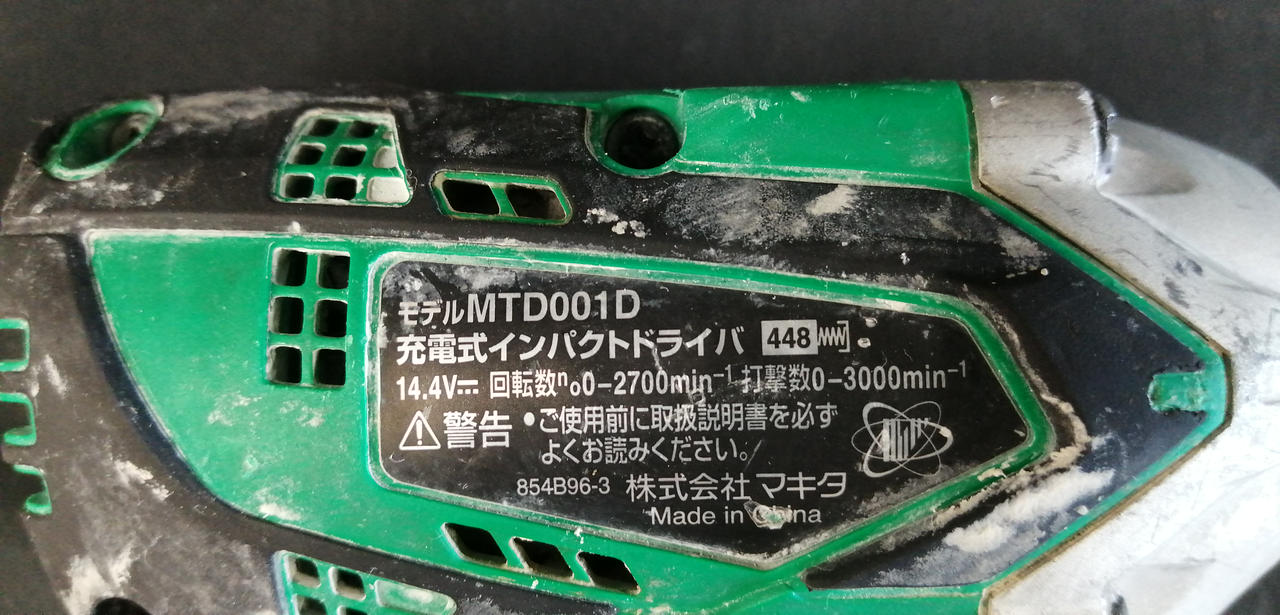 モデルMTD001D
充電式インパクトドライバ 448
14.4V⎓ 回転数n₀0-2700min⁻¹ 打撃数0-3000min⁻¹
⚠警告 •ご使用前に取扱説明書を必ず
よくお読みください。
854B96-3 株式会社マキタ
Made in China